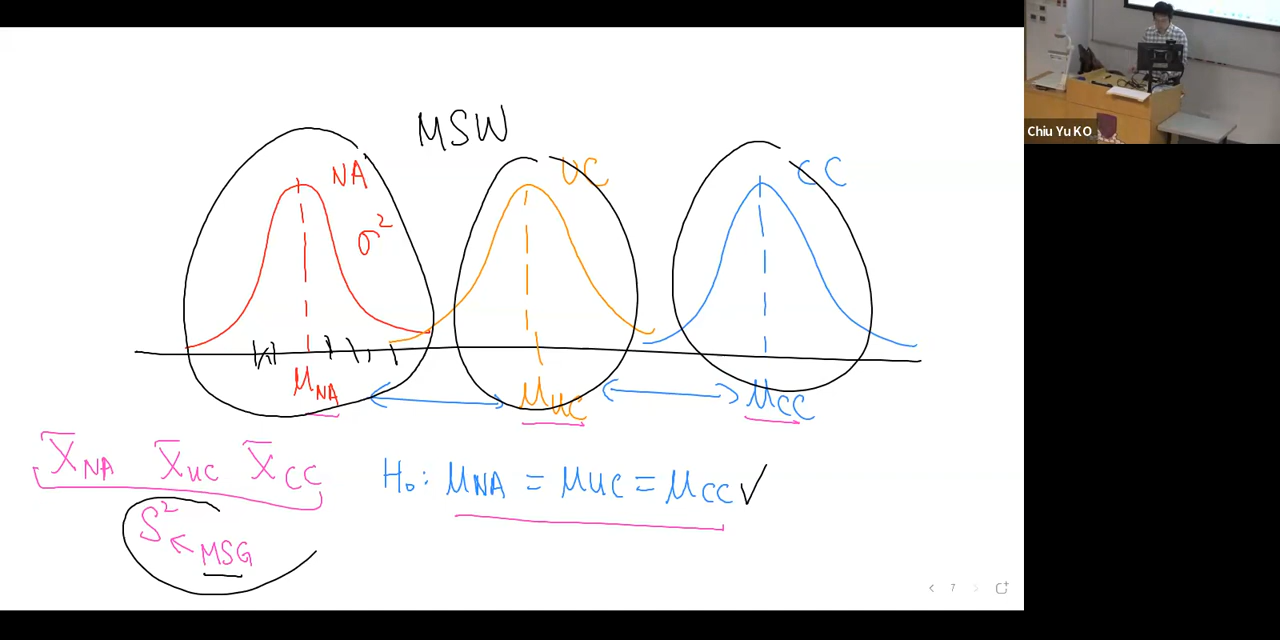 MSW
NA
UC
CC
σ²
Chiu Yu KO
μNA
μUC
μCC
X̄NA X̄UC X̄CC
H₀: μNA = μUC = μCC ✓
S²
MSG
7